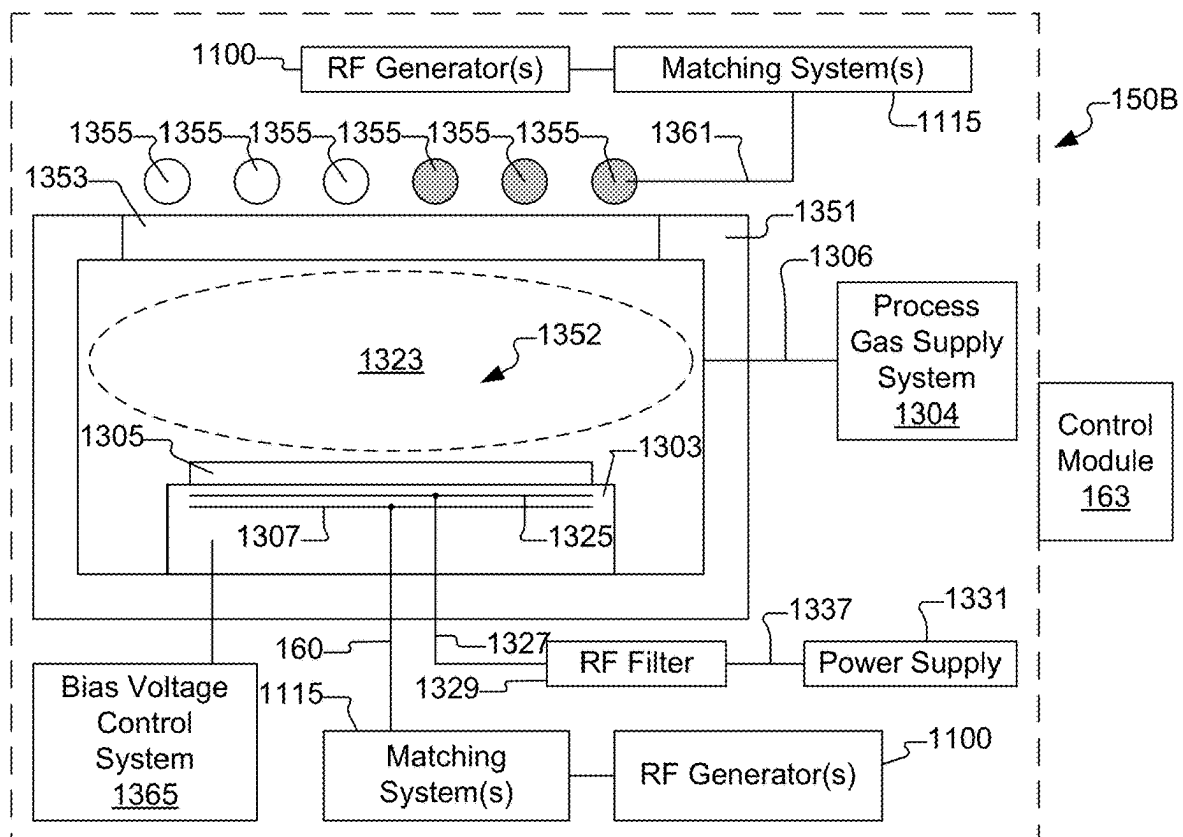 1100
RF Generator(s)
Matching System(s)
150B
1115
1355 1355 1355 1355 1355 1355
1361
1353
1351
1306
Process
Gas Supply
System
1304
1323
1352
Control
Module
163
1305
1303
1307
1325
160
1327
1337
1331
RF Filter
Power Supply
1329
Bias Voltage
Control
System
1365
1115
Matching
System(s)
RF Generator(s)
1100